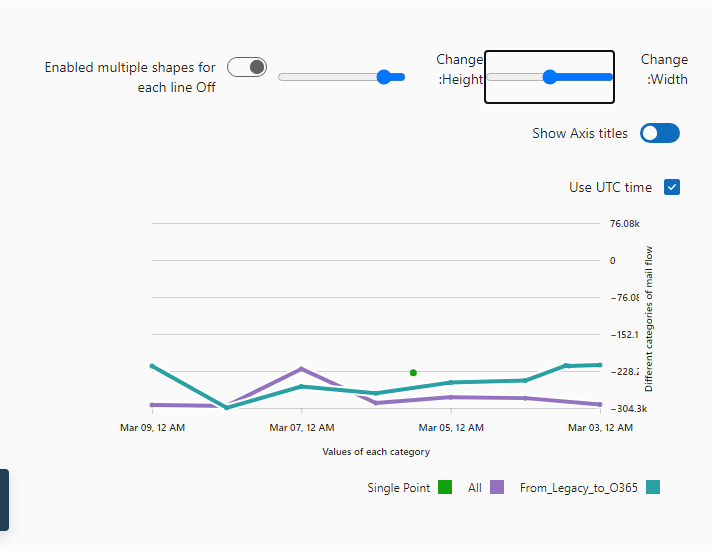 Enabled multiple shapes for
each line Off
Change
:Height
Change
:Width
Show Axis titles
Use UTC time
76.08k
0
−76.08
−152.1
−228.2
−304.3k
Different categories of mail flow
Mar 09, 12 AM
Mar 07, 12 AM
Mar 05, 12 AM
Mar 03, 12 AM
Values of each category
Single Point
All
From_Legacy_to_O365